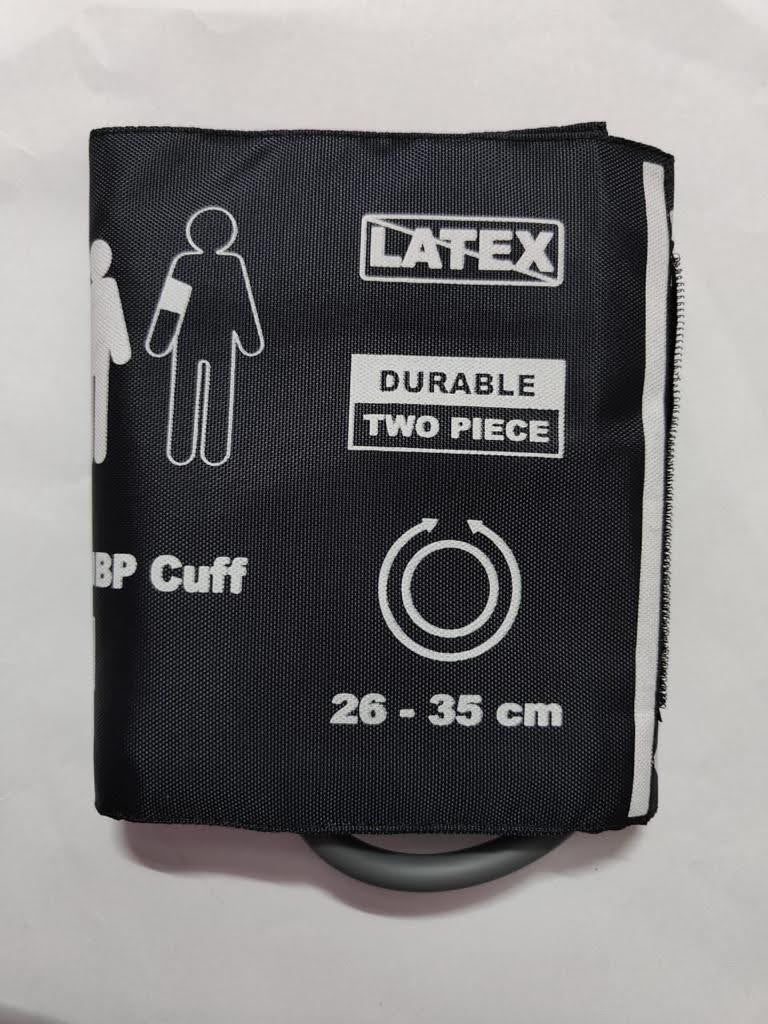 LATEX
DURABLE
TWO PIECE
BP Cuff
26 - 35 cm